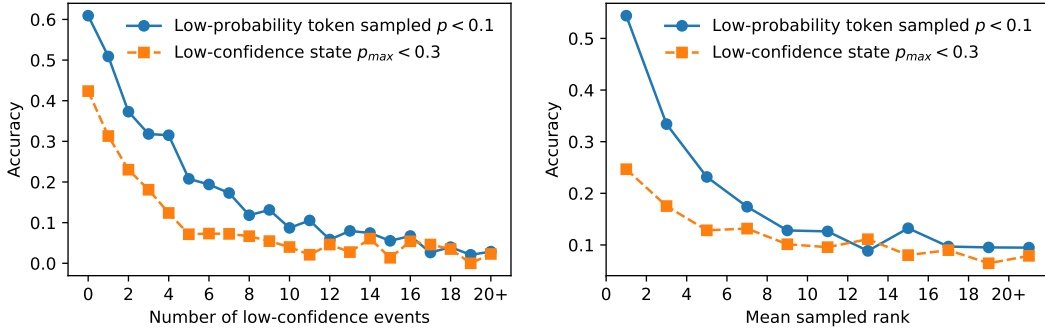 Low-probability token sampled p < 0.1
Low-confidence state p_max < 0.3
Accuracy
0.6
0.5
0.4
0.3
0.2
0.1
0.0
0 2 4 6 8 10 12 14 16 18 20+
Number of low-confidence events
Low-probability token sampled p < 0.1
Low-confidence state p_max < 0.3
Accuracy
0.5
0.4
0.3
0.2
0.1
0 2 4 6 8 10 12 14 16 18 20+
Mean sampled rank